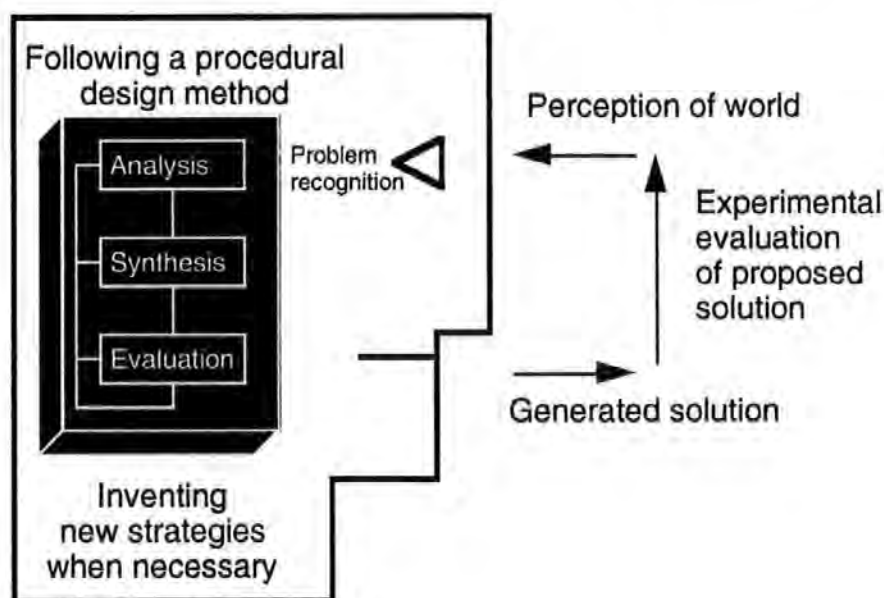 Following a procedural
design method
Analysis
Synthesis
Evaluation
Problem
recognition
Inventing
new strategies
when necessary
Perception of world
Experimental
evaluation
of proposed
solution
Generated solution